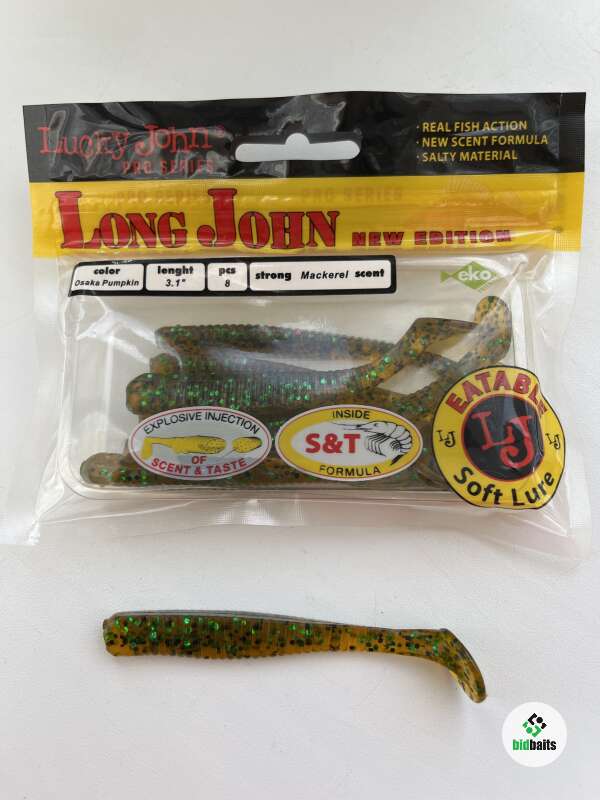 Lucky John®
PRO SERIES
· REAL FISH ACTION
· NEW SCENT FORMULA
· SALTY MATERIAL
LONG JOHN NEW EDITION
color
Osaka Pumpkin
lenght
3.1"
pcs
8
strong Mackerel scent
eko
EXPLOSIVE INJECTION
OF
SCENT & TASTE
INSIDE
S&T
FORMULA
EATABLE
LJ
LJ
LJ
Soft Lure
bidbaits